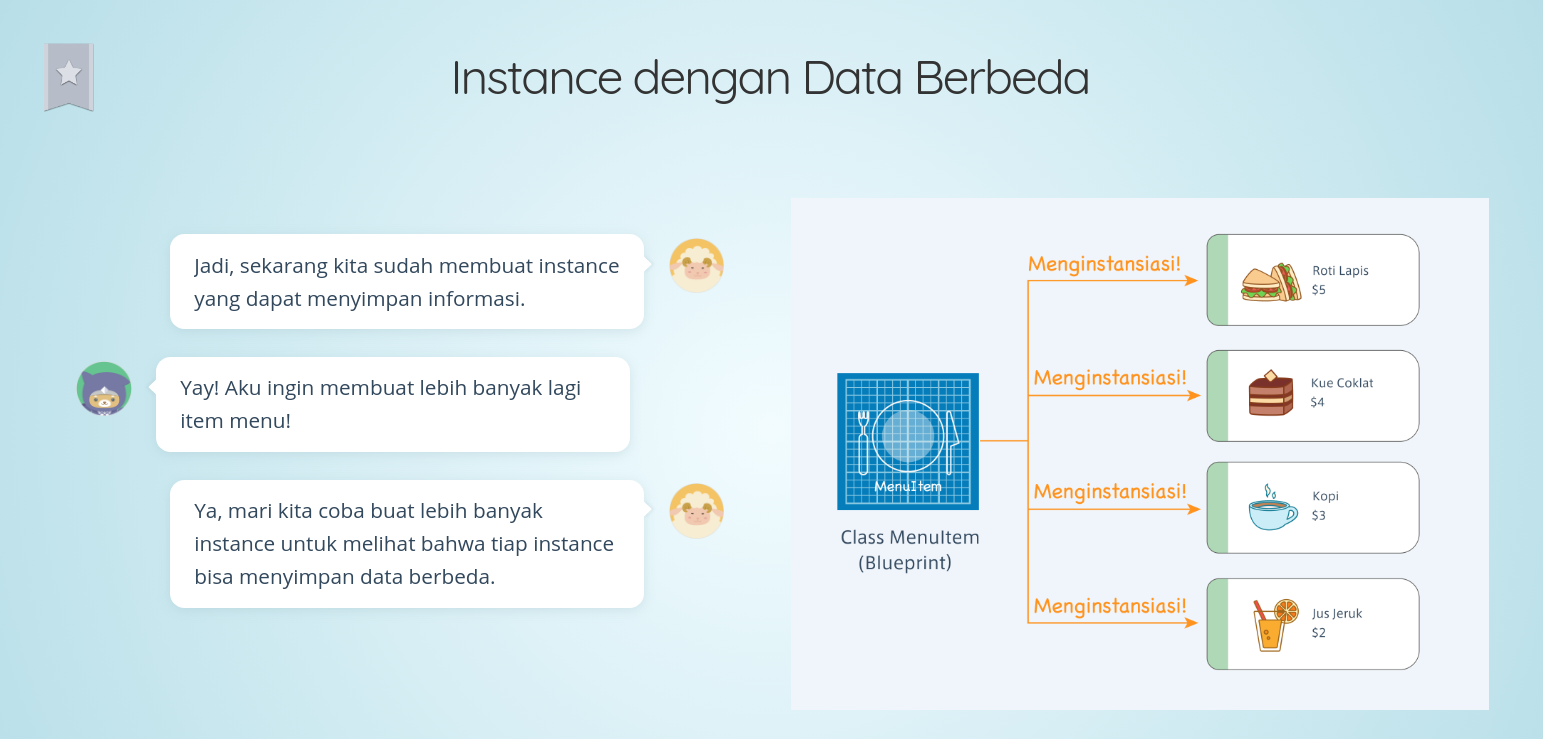 Instance dengan Data Berbeda
Jadi, sekarang kita sudah membuat instance
yang dapat menyimpan informasi.
Yay! Aku ingin membuat lebih banyak lagi
item menu!
Ya, mari kita coba buat lebih banyak
instance untuk melihat bahwa tiap instance
bisa menyimpan data berbeda.
MenuItem
Class MenuItem
(Blueprint)
Menginstansiasi!
Roti Lapis
$5
Menginstansiasi!
Kue Coklat
$4
Menginstansiasi!
Kopi
$3
Menginstansiasi!
Jus Jeruk
$2